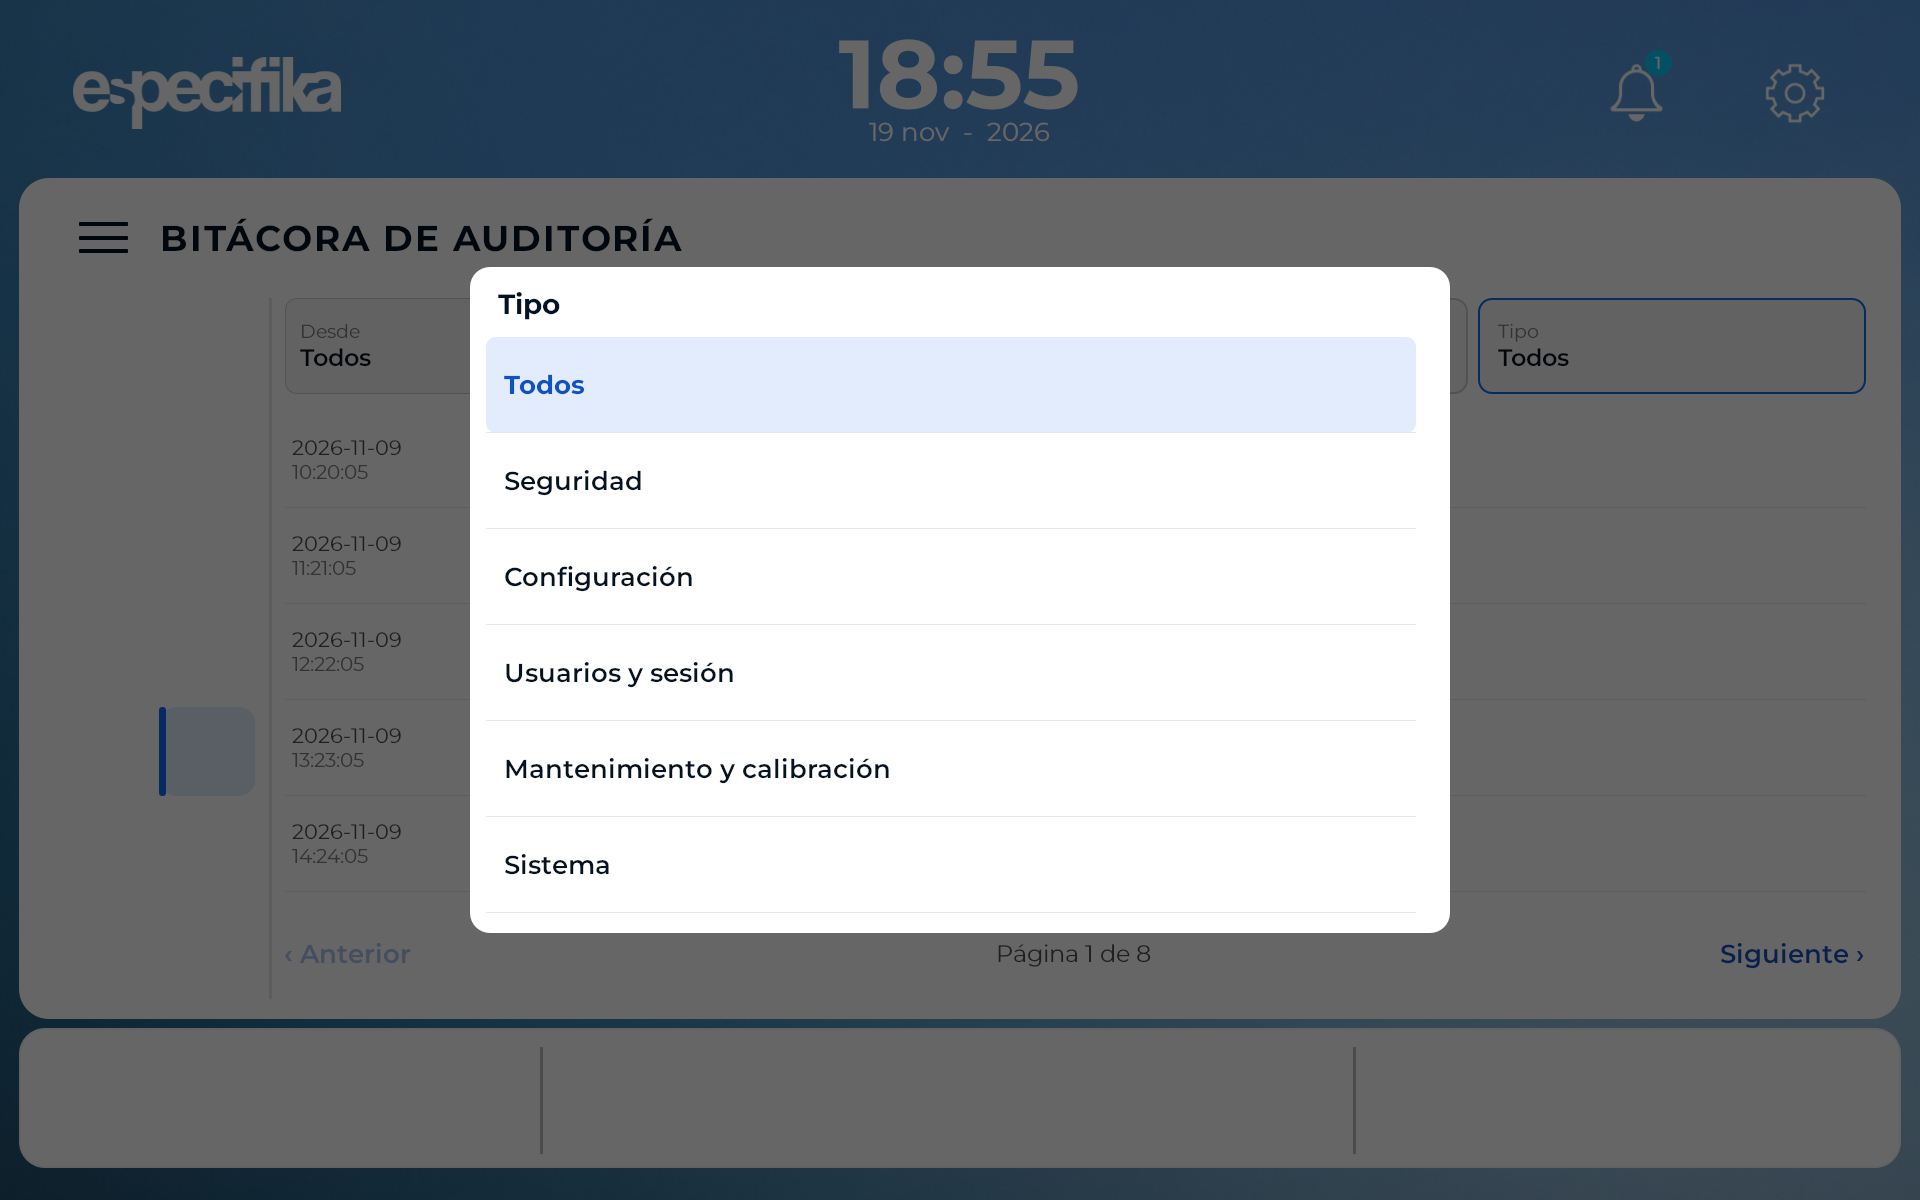 especifika
18:55
19 nov - 2026
1
BITÁCORA DE AUDITORÍA
Desde
Todos
Tipo
Todos
Tipo
Todos
Seguridad
Configuración
Usuarios y sesión
Mantenimiento y calibración
Sistema
2026-11-09
10:20:05
2026-11-09
11:21:05
2026-11-09
12:22:05
2026-11-09
13:23:05
2026-11-09
14:24:05
‹ Anterior
Página 1 de 8
Siguiente ›